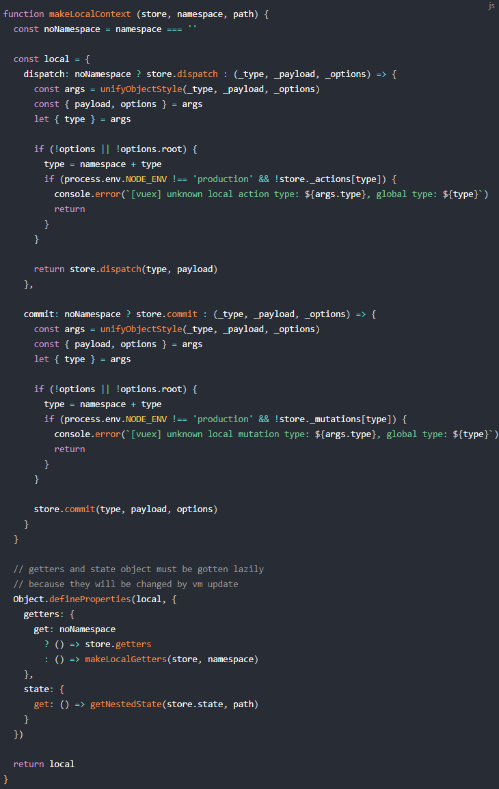 js
function makeLocalContext (store, namespace, path) {
  const noNamespace = namespace === ''

  const local = {
    dispatch: noNamespace ? store.dispatch : (_type, _payload, _options) => {
      const args = unifyObjectStyle(_type, _payload, _options)
      const { payload, options } = args
      let { type } = args

      if (!options || !options.root) {
        type = namespace + type
        if (process.env.NODE_ENV !== 'production' && !store._actions[type]) {
          console.error(`[vuex] unknown local action type: ${args.type}, global type: ${type}`)
          return
        }
      }

      return store.dispatch(type, payload)
    },

    commit: noNamespace ? store.commit : (_type, _payload, _options) => {
      const args = unifyObjectStyle(_type, _payload, _options)
      const { payload, options } = args
      let { type } = args

      if (!options || !options.root) {
        type = namespace + type
        if (process.env.NODE_ENV !== 'production' && !store._mutations[type]) {
          console.error(`[vuex] unknown local mutation type: ${args.type}, global type: ${type}`)
          return
        }
      }

      store.commit(type, payload, options)
    }
  }

  // getters and state object must be gotten lazily
  // because they will be changed by vm update
  Object.defineProperties(local, {
    getters: {
      get: noNamespace
        ? () => store.getters
        : () => makeLocalGetters(store, namespace)
    },
    state: {
      get: () => getNestedState(store.state, path)
    }
  })

  return local
}